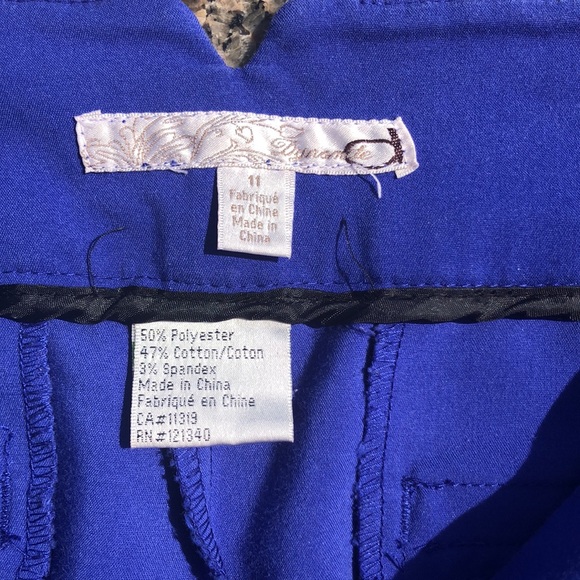 11
Fabriqué
en China
Made in
China
50% Polyester
47% Cotton/Coton
3% Spandex
Made in China
Fabriqué en Chine
CA#11319
RN#121340